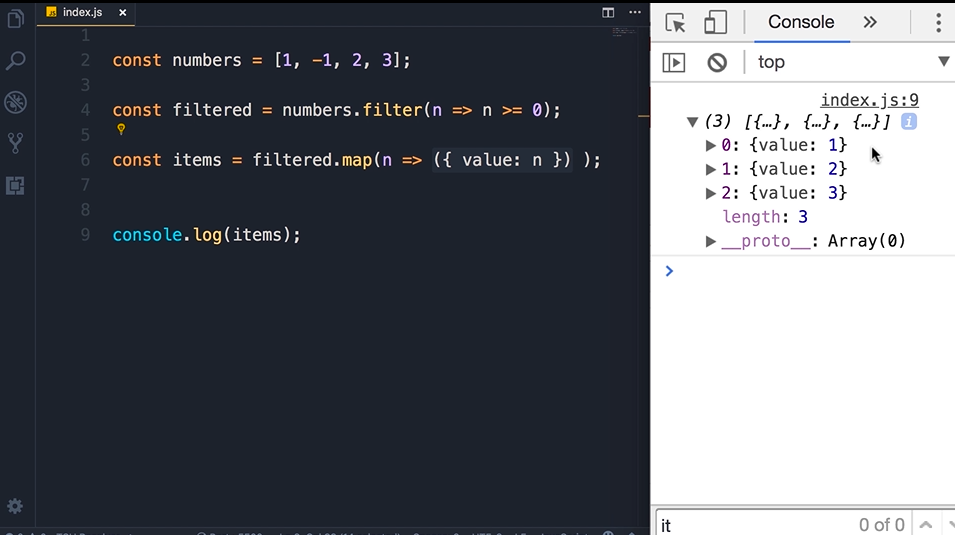 index.js ×
1
2 const numbers = [1, -1, 2, 3];
3
4 const filtered = numbers.filter(n => n >= 0);
5
6 const items = filtered.map(n => ({ value: n }) );
7
8
9 console.log(items);
Console »
top
index.js:9
(3) [{…}, {…}, {…}] i
0: {value: 1}
1: {value: 2}
2: {value: 3}
length: 3
__proto__: Array(0)
it 0 of 0